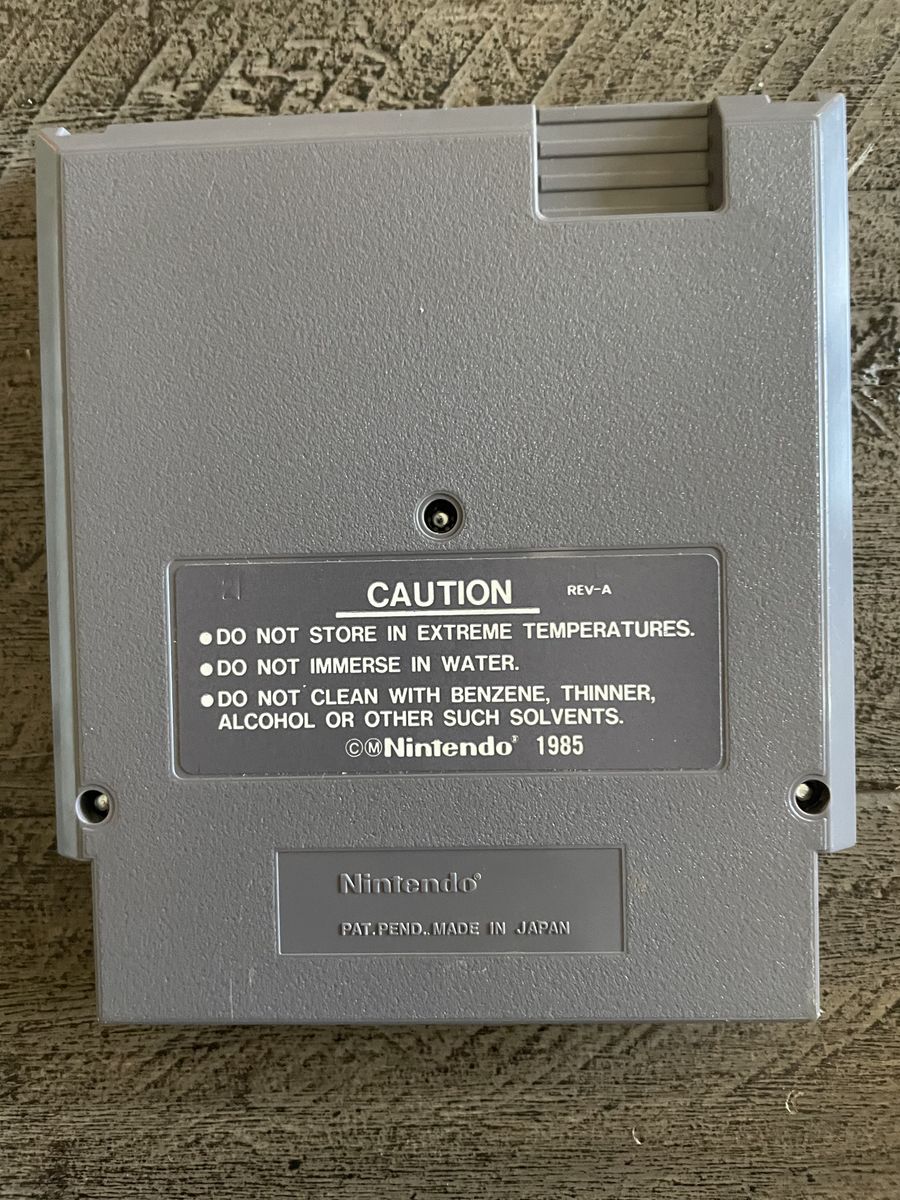 CAUTION REV-A
●DO NOT STORE IN EXTREME TEMPERATURES.
●DO NOT IMMERSE IN WATER.
●DO NOT CLEAN WITH BENZENE, THINNER,
ALCOHOL OR OTHER SUCH SOLVENTS.
ⒸⓂNintendo® 1985
Nintendo®
PAT.PEND..MADE IN JAPAN